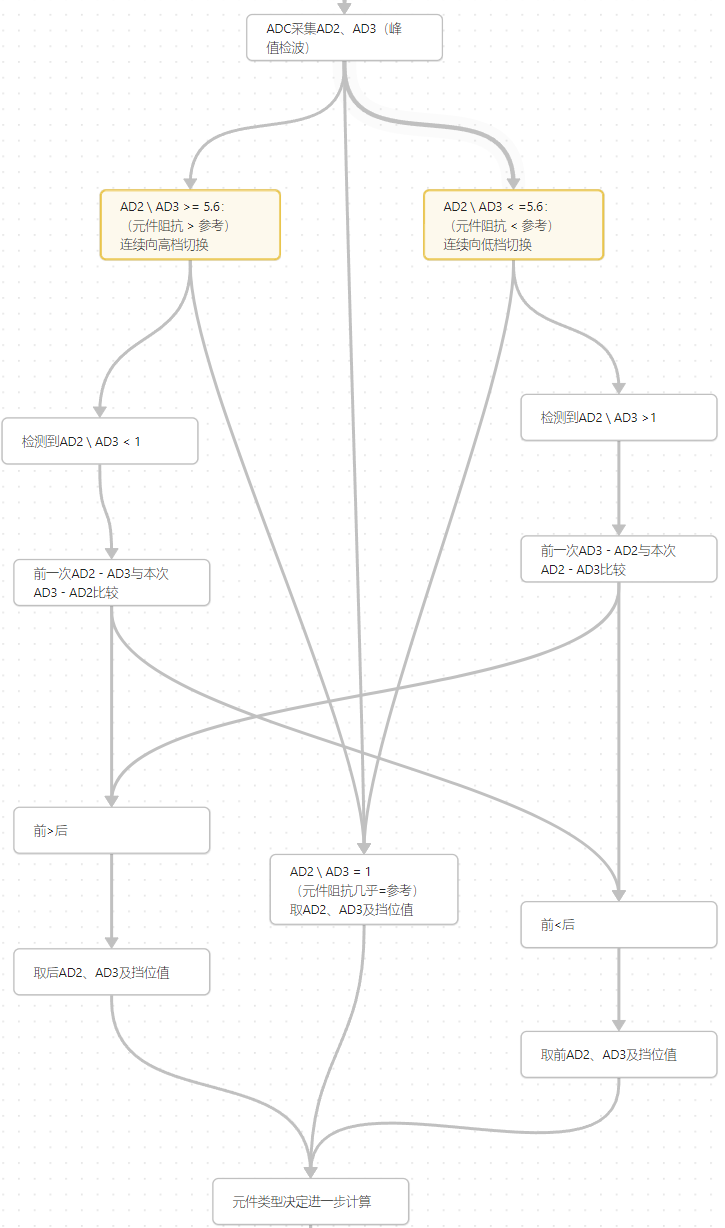 ADC采集AD2、AD3（峰
值检波）
AD2 \ AD3 >= 5.6：
（元件阻抗 > 参考）
连续向高档切换
AD2 \ AD3 < =5.6：
（元件阻抗 < 参考）
连续向低档切换
检测到AD2 \ AD3 < 1
检测到AD2 \ AD3 >1
前一次AD2 - AD3与本次
AD3 - AD2比较
前一次AD3 - AD2与本次
AD2 - AD3比较
前>后
AD2 \ AD3 = 1
（元件阻抗几乎=参考）
取AD2、AD3及挡位值
前<后
取后AD2、AD3及挡位值
取前AD2、AD3及挡位值
元件类型决定进一步计算